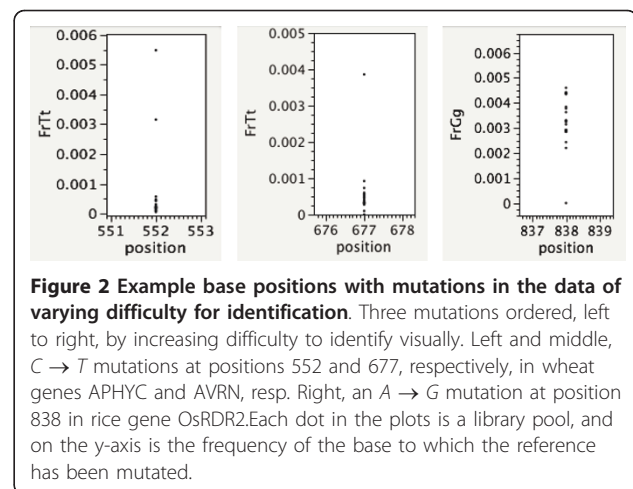 0.006
0.005
0.004
0.003
0.002
0.001
0
FrTt
551 552 553
position
0.005
0.004
0.003
0.002
0.001
0
FrTt
676 677 678
position
0.006
0.005
0.004
0.003
0.002
0.001
0
FrGg
837 838 839
position
Figure 2 Example base positions with mutations in the data of
varying difficulty for identification. Three mutations ordered, left
to right, by increasing difficulty to identify visually. Left and middle,
C → T mutations at positions 552 and 677, respectively, in wheat
genes APHYC and AVRN, resp. Right, an A → G mutation at position
838 in rice gene OsRDR2.Each dot in the plots is a library pool, and
on the y-axis is the frequency of the base to which the reference
has been mutated.